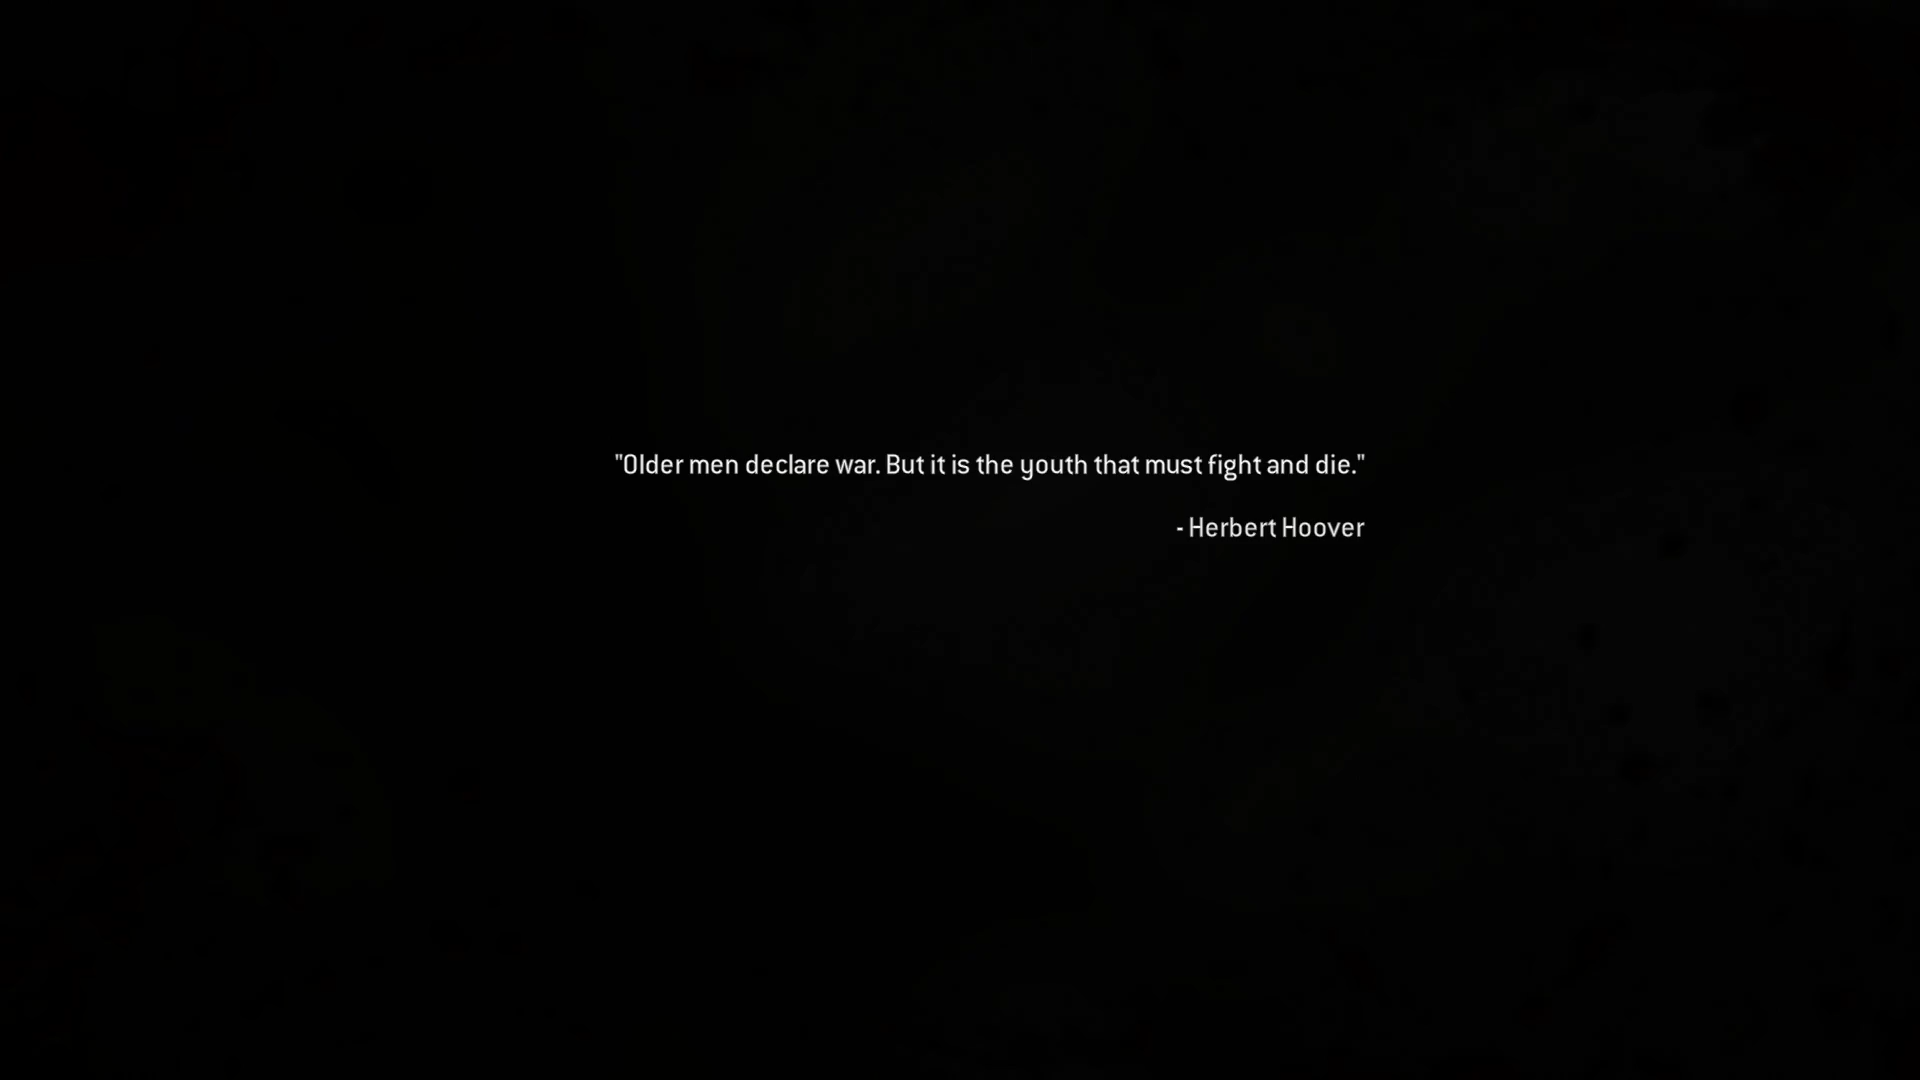 "Older men declare war. But it is the youth that must fight and die."
- Herbert Hoover